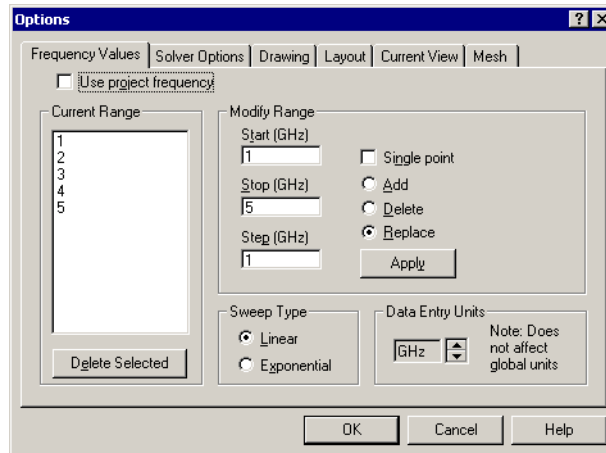 Options
Frequency Values
Solver Options
Drawing
Layout
Current View
Mesh
Use project frequency
Current Range
1
2
3
4
5
Delete Selected
Modify Range
Start (GHz)
1
Stop (GHz)
5
Step (GHz)
1
Single point
Add
Delete
Replace
Apply
Sweep Type
Linear
Exponential
Data Entry Units
GHz
Note: Does
not affect
global units
OK
Cancel
Help